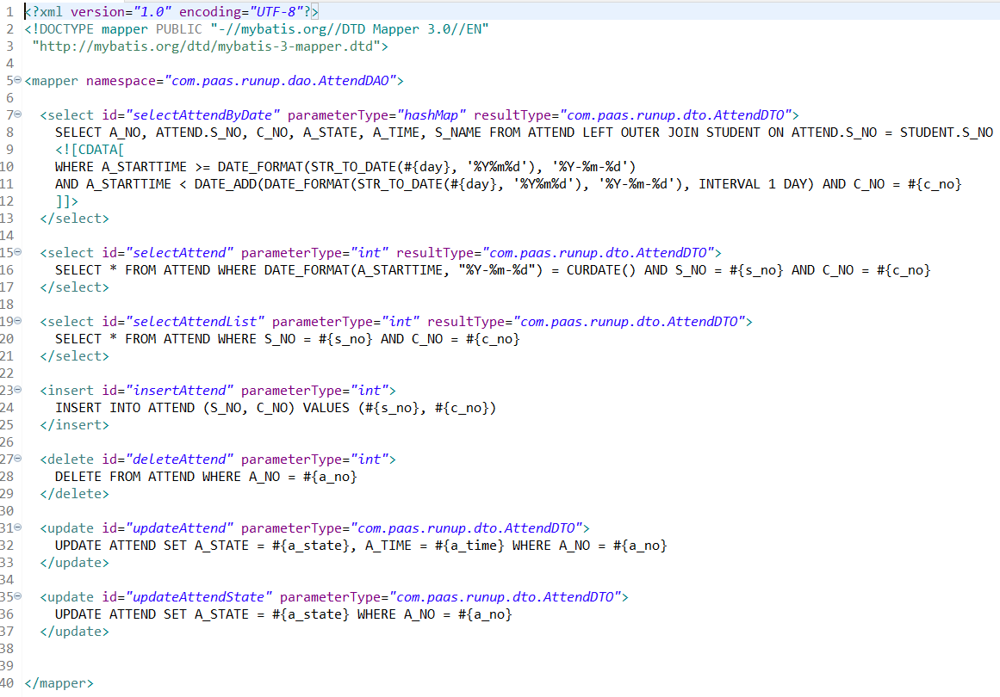 1 <?xml version="1.0" encoding="UTF-8"?>
2 <!DOCTYPE mapper PUBLIC "-//mybatis.org//DTD Mapper 3.0//EN"
3 "http://mybatis.org/dtd/mybatis-3-mapper.dtd">
4
5 <mapper namespace="com.paas.runup.dao.AttendDAO">
6
7 <select id="selectAttendByDate" parameterType="hashMap" resultType="com.paas.runup.dto.AttendDTO">
8 SELECT A_NO, ATTEND.S_NO, C_NO, A_STATE, A_TIME, S_NAME FROM ATTEND LEFT OUTER JOIN STUDENT ON ATTEND.S_NO = STUDENT.S_NO
9 <![CDATA[
10 WHERE A_STARTTIME >= DATE_FORMAT(STR_TO_DATE(#{day}, '%Y%m%d'), '%Y-%m-%d')
11 AND A_STARTTIME < DATE_ADD(DATE_FORMAT(STR_TO_DATE(#{day}, '%Y%m%d'), '%Y-%m-%d'), INTERVAL 1 DAY) AND C_NO = #{c_no}
12 ]]>
13 </select>
14
15 <select id="selectAttend" parameterType="int" resultType="com.paas.runup.dto.AttendDTO">
16 SELECT * FROM ATTEND WHERE DATE_FORMAT(A_STARTTIME, "%Y-%m-%d") = CURDATE() AND S_NO = #{s_no} AND C_NO = #{c_no}
17 </select>
18
19 <select id="selectAttendList" parameterType="int" resultType="com.paas.runup.dto.AttendDTO">
20 SELECT * FROM ATTEND WHERE S_NO = #{s_no} AND C_NO = #{c_no}
21 </select>
22
23 <insert id="insertAttend" parameterType="int">
24 INSERT INTO ATTEND (S_NO, C_NO) VALUES (#{s_no}, #{c_no})
25 </insert>
26
27 <delete id="deleteAttend" parameterType="int">
28 DELETE FROM ATTEND WHERE A_NO = #{a_no}
29 </delete>
30
31 <update id="updateAttend" parameterType="com.paas.runup.dto.AttendDTO">
32 UPDATE ATTEND SET A_STATE = #{a_state}, A_TIME = #{a_time} WHERE A_NO = #{a_no}
33 </update>
34
35 <update id="updateAttendState" parameterType="com.paas.runup.dto.AttendDTO">
36 UPDATE ATTEND SET A_STATE = #{a_state} WHERE A_NO = #{a_no}
37 </update>
38
39
40 </mapper>